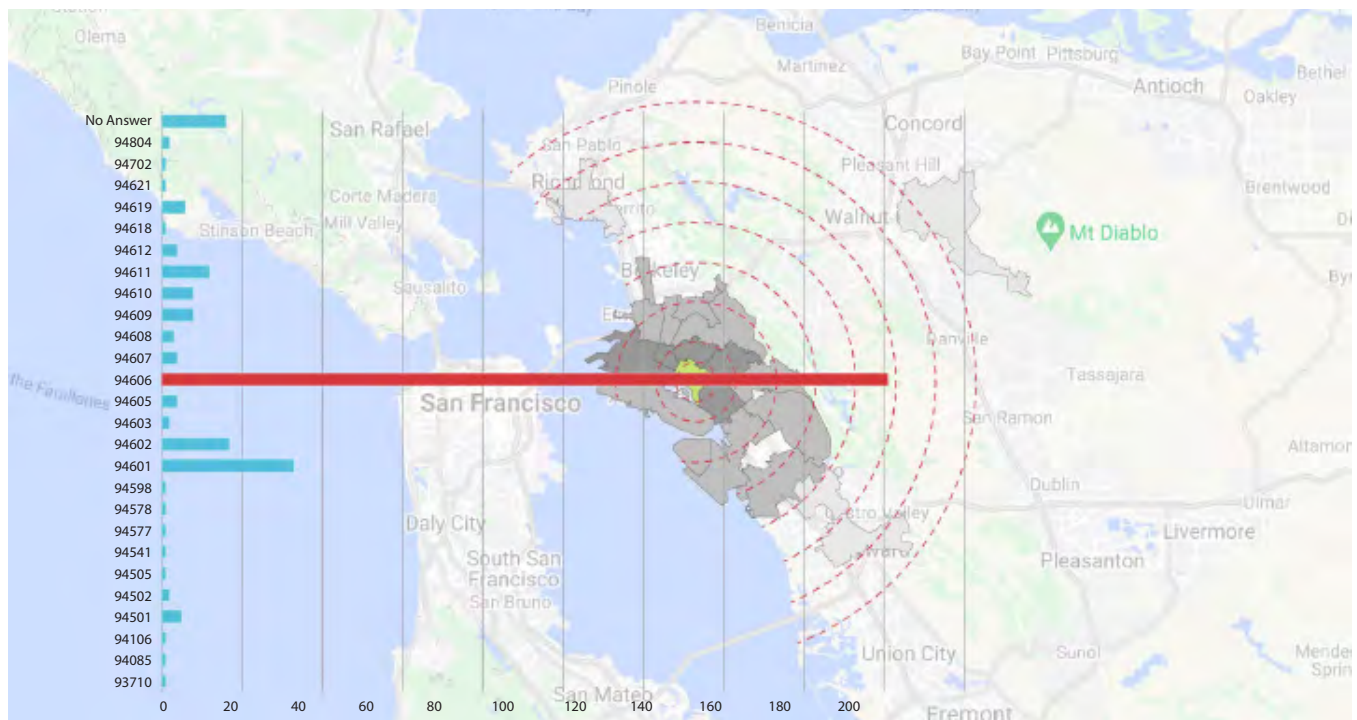 Olema
Benicia
Bay Point
Pittsburg
Martinez
Antioch
Bethel
Oakley
Pinole
No Answer
San Rafael
Concord
94804
San Pablo
Pleasant Hill
94702
94621
Corte Madera
Brentwood
94619
Mill Valley
Stinson Beach
94618
Mt Diablo
94612
94611
Berkeley
94610
Sausalito
94609
94608
94607
94606
Tassajara
the Farallones
94605
San Francisco
94603
San Ramon
94602
94601
94598
Dublin
94578
Daly City
Livermore
94577
94541
South San
Francisco
Pleasanton
94505
94502
San Bruno
94501
94106
Union City
Sunol
94085
93710
San Mateo
0 20 40 60 80 100 120 140 160 180 200
Fremont